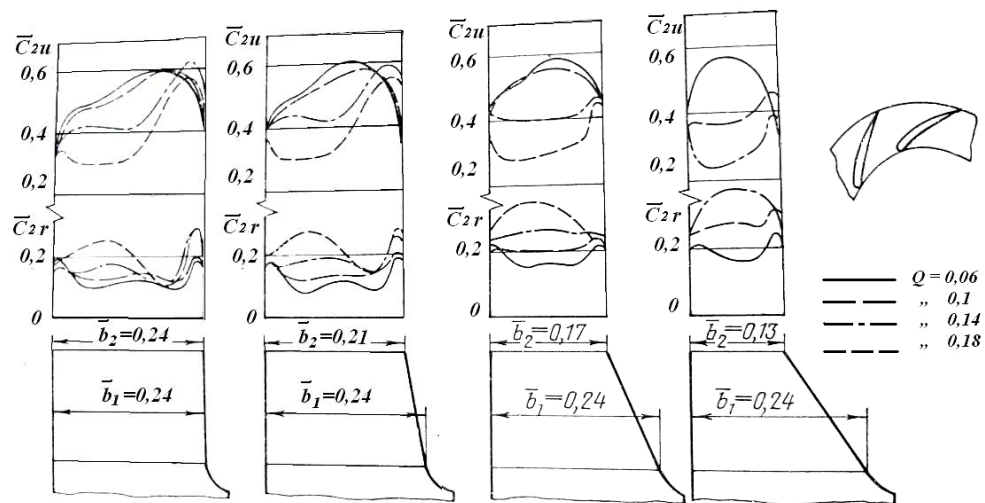 C̅2u
0,6
0,4
0,2
C̅2r
0,2
0
b̅2=0,24
b̅1=0,24
C̅2u
0,6
0,4
0,2
C̅2r
0,2
0
b̅2=0,21
b̅1=0,24
C̅2u
0,6
0,4
0,2
C̅2r
0,2
0
b̅2=0,17
b̅1=0,24
C̅2u
0,6
0,4
0,2
C̅2r
0,2
0
b̅2=0,13
b̅1=0,24
Q = 0,06
„ 0,1
„ 0,14
„ 0,18